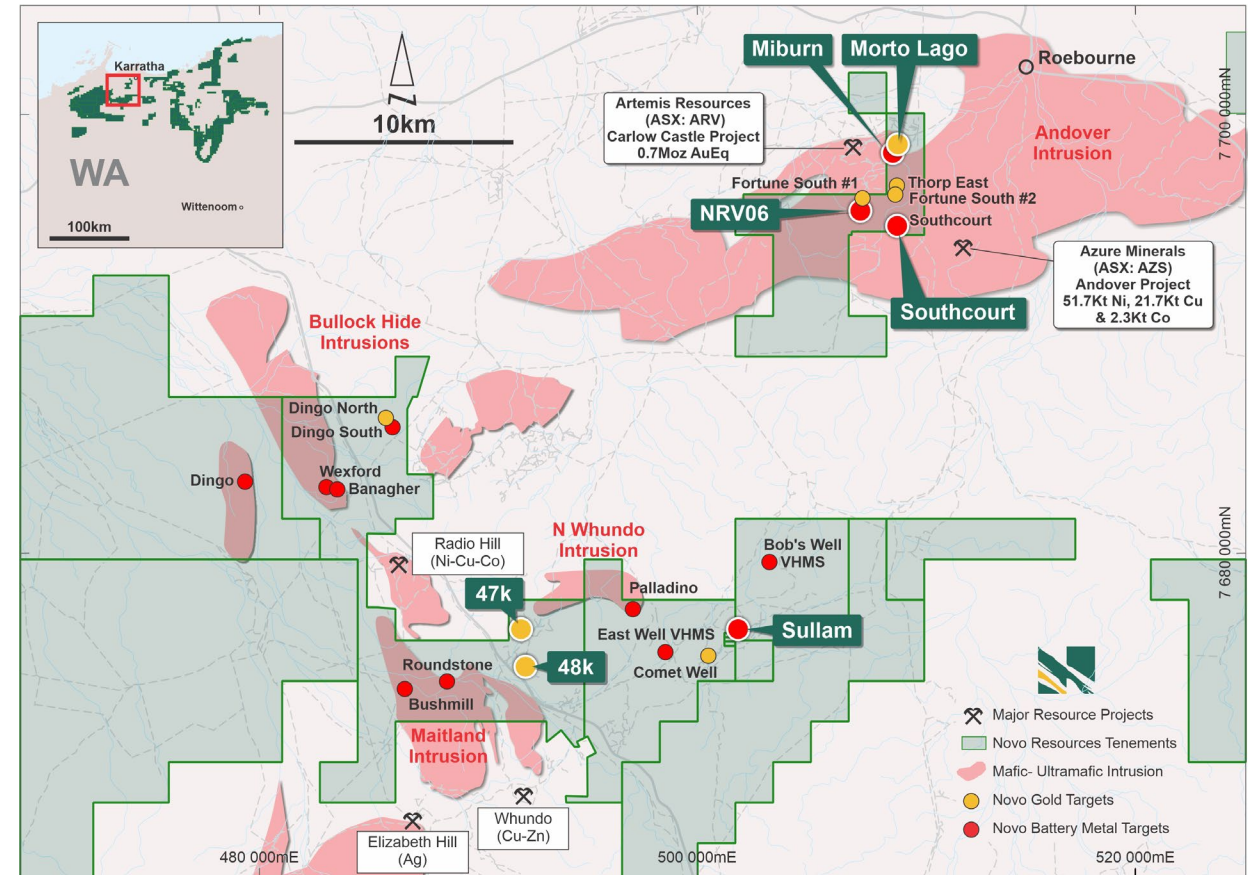 Karratha
WA
Wittenoom
100km
N
10km
Miburn
Morto Lago
Roebourne
Artemis Resources
(ASX: ARV)
Carlow Castle Project
0.7Moz AuEq
Andover
Intrusion
7 700 000mN
Fortune South #1
Thorp East
Fortune South #2
NRV06
Southcourt
Azure Minerals
(ASX: AZS)
Andover Project
51.7Kt Ni, 21.7Kt Cu
& 2.3Kt Co
Southcourt
Bullock Hide
Intrusions
Dingo North
Dingo South
Dingo
Wexford
Banagher
N Whundo
Intrusion
Radio Hill
(Ni-Cu-Co)
Bob's Well
VHMS
7 680 000mN
47k
Palladino
East Well VHMS
Sullam
48k
Comet Well
Roundstone
Bushmill
Maitland
Intrusion
Whundo
(Cu-Zn)
Elizabeth Hill
(Ag)
Major Resource Projects
Novo Resources Tenements
Mafic- Ultramafic Intrusion
Novo Gold Targets
Novo Battery Metal Targets
480 000mE
500 000mE
520 000mE